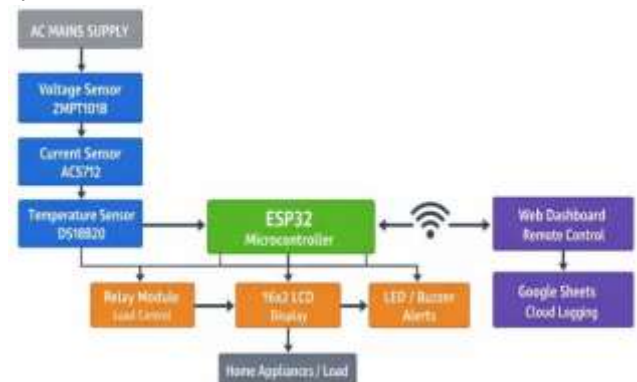 AC MAINS SUPPLY
Voltage Sensor
ZMPT101B
Current Sensor
ACS712
Temperature Sensor
DS18B20
ESP32
Microcontroller
Web Dashboard
Remote Control
Relay Module
Load Control
16x2 LCD
Display
LED / Buzzer
Alerts
Google Sheets
Cloud Logging
Home Appliances / Load